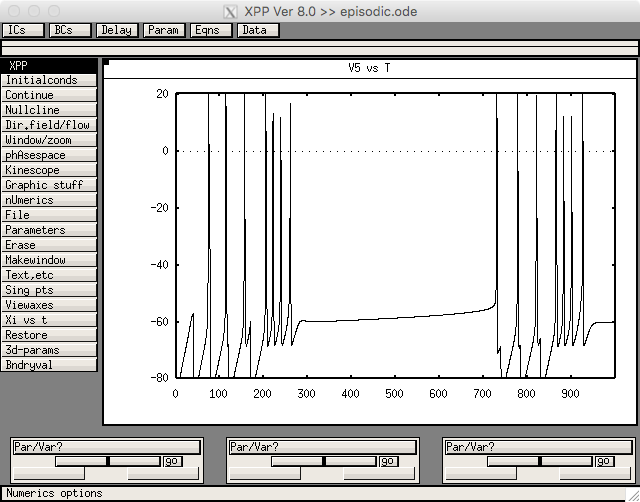 XPP Ver 8.0 >> episodic.ode
ICs BCs Delay Param Eqns Data
XPP
Initialconds
Continue
Nullcline
Dir.field/flow
Window/zoom
phAsespace
Kinescope
Graphic stuff
nUmerics
File
Parameters
Erase
Makewindow
Text,etc
Sing pts
Viewaxes
Xi vs t
Restore
3d-params
Bndryval
V5 vs T
20
0
-20
-40
-60
-80
0 100 200 300 400 500 600 700 800 900
Par/Var? Par/Var? Par/Var?
go go go
Numerics options